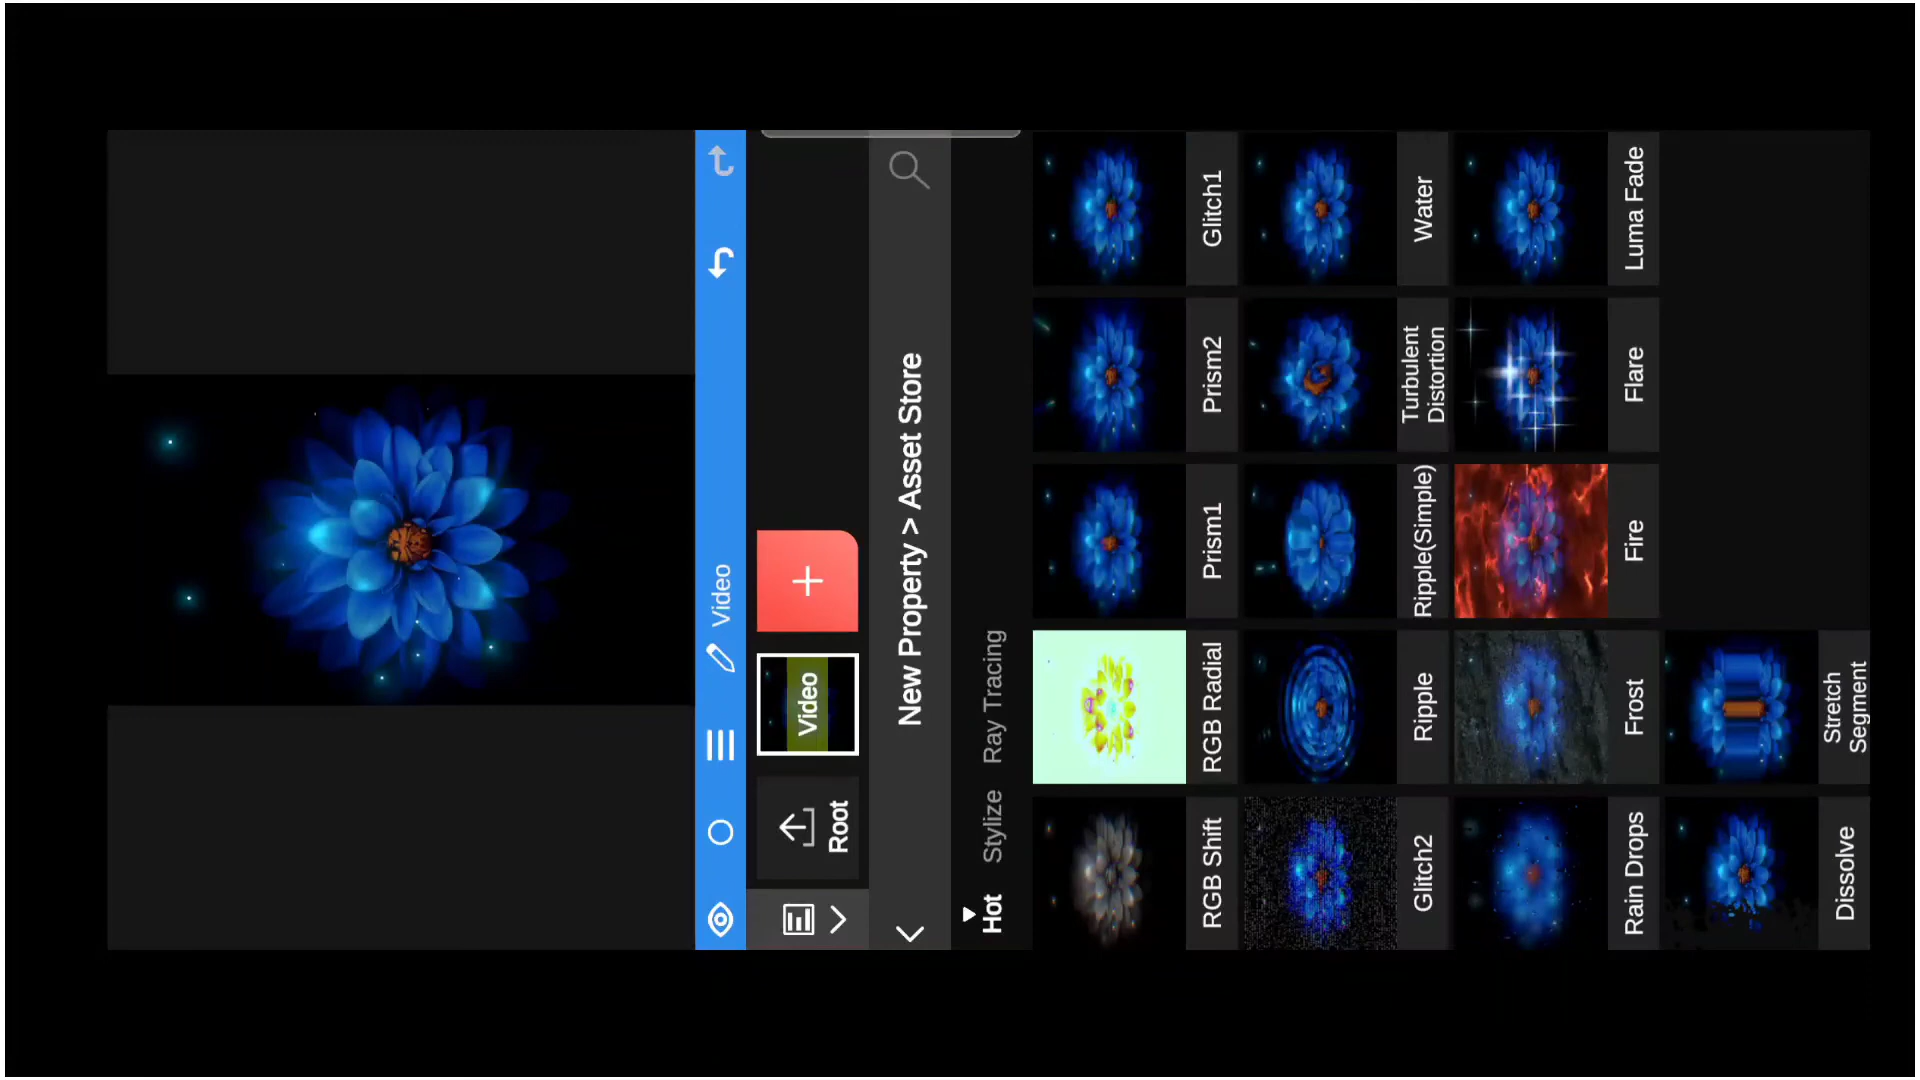 Video
Root
Video
New Property > Asset Store
Hot
Stylize
Ray Tracing
RGB Shift
RGB Radial
Prism1
Prism2
Glitch1
Glitch2
Ripple
Ripple(Simple)
Turbulent
Distortion
Water
Rain Drops
Frost
Fire
Flare
Luma Fade
Dissolve
Stretch
Segment